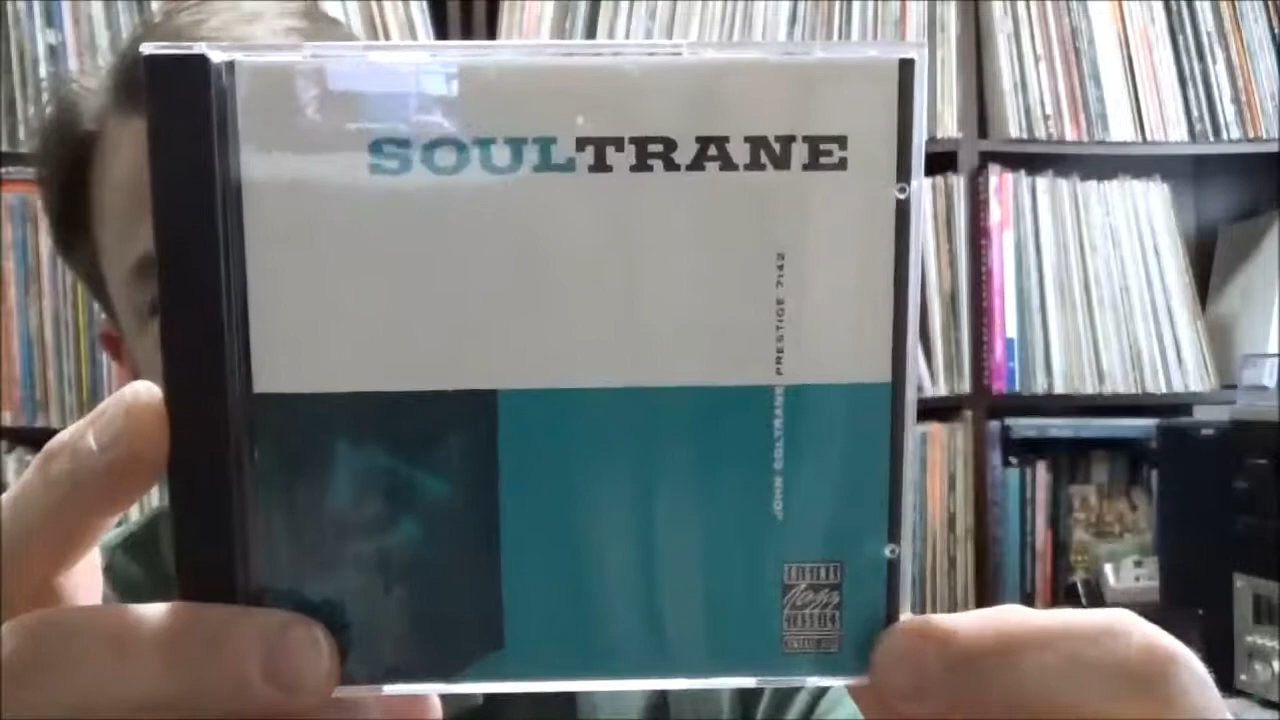 SOULTRANE
JOHN COLTRANE PRESTIGE 7142
ORIGINAL
Jazz
CLASSICS